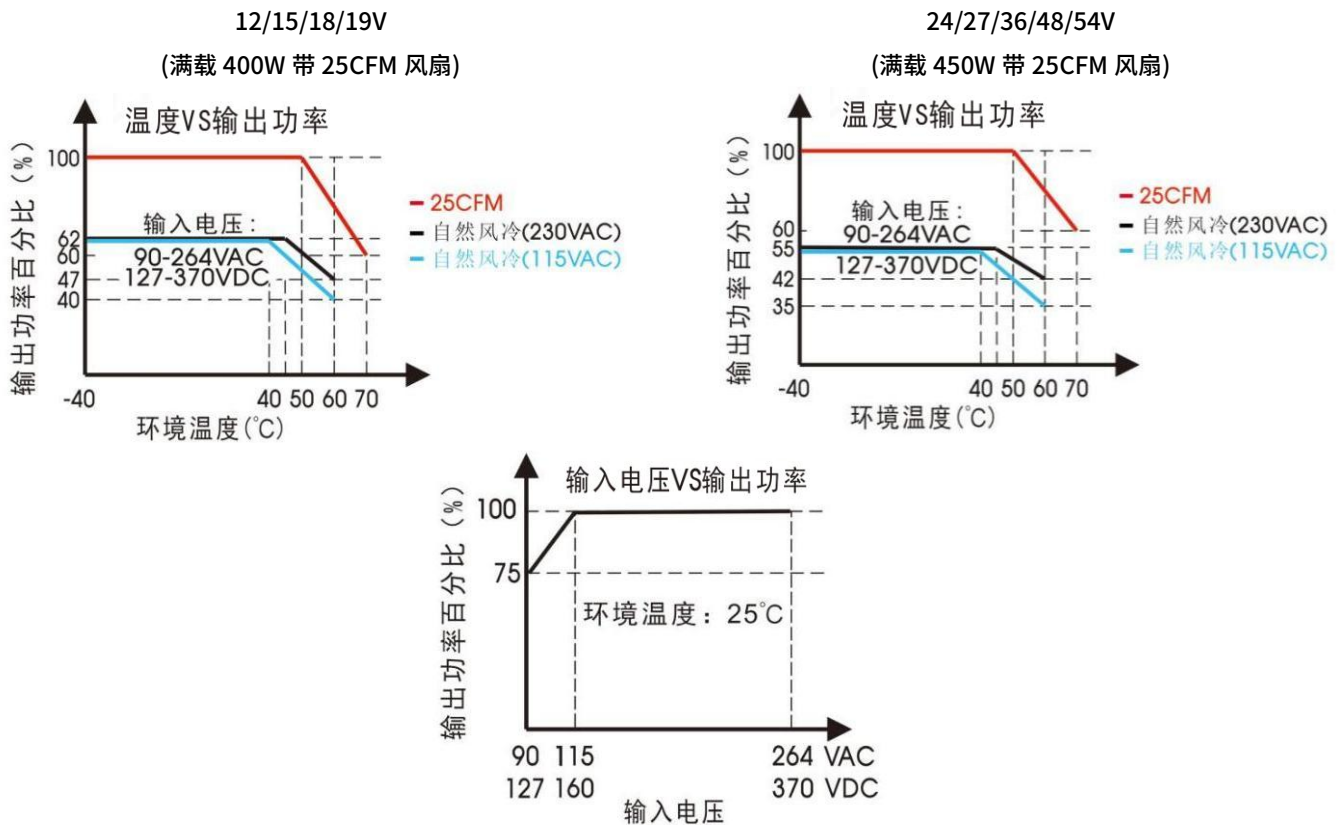 12/15/18/19V
(满载 400W 带 25CFM 风扇)
温度VS输出功率
输出功率百分比（%）
100
62
60
47
40
输入电压：
90-264VAC
127-370VDC
-40
40 50 60 70
环境温度(℃)
25CFM
自然风冷(230VAC)
自然风冷(115VAC)
24/27/36/48/54V
(满载 450W 带 25CFM 风扇)
温度VS输出功率
输出功率百分比（%）
100
60
55
42
35
输入电压：
90-264VAC
127-370VDC
-40
40 50 60 70
环境温度(℃)
25CFM
自然风冷(230VAC)
自然风冷(115VAC)
输入电压VS输出功率
输出功率百分比（%）
100
75
环境温度：25℃
90 115 264 VAC
127 160 370 VDC
输入电压